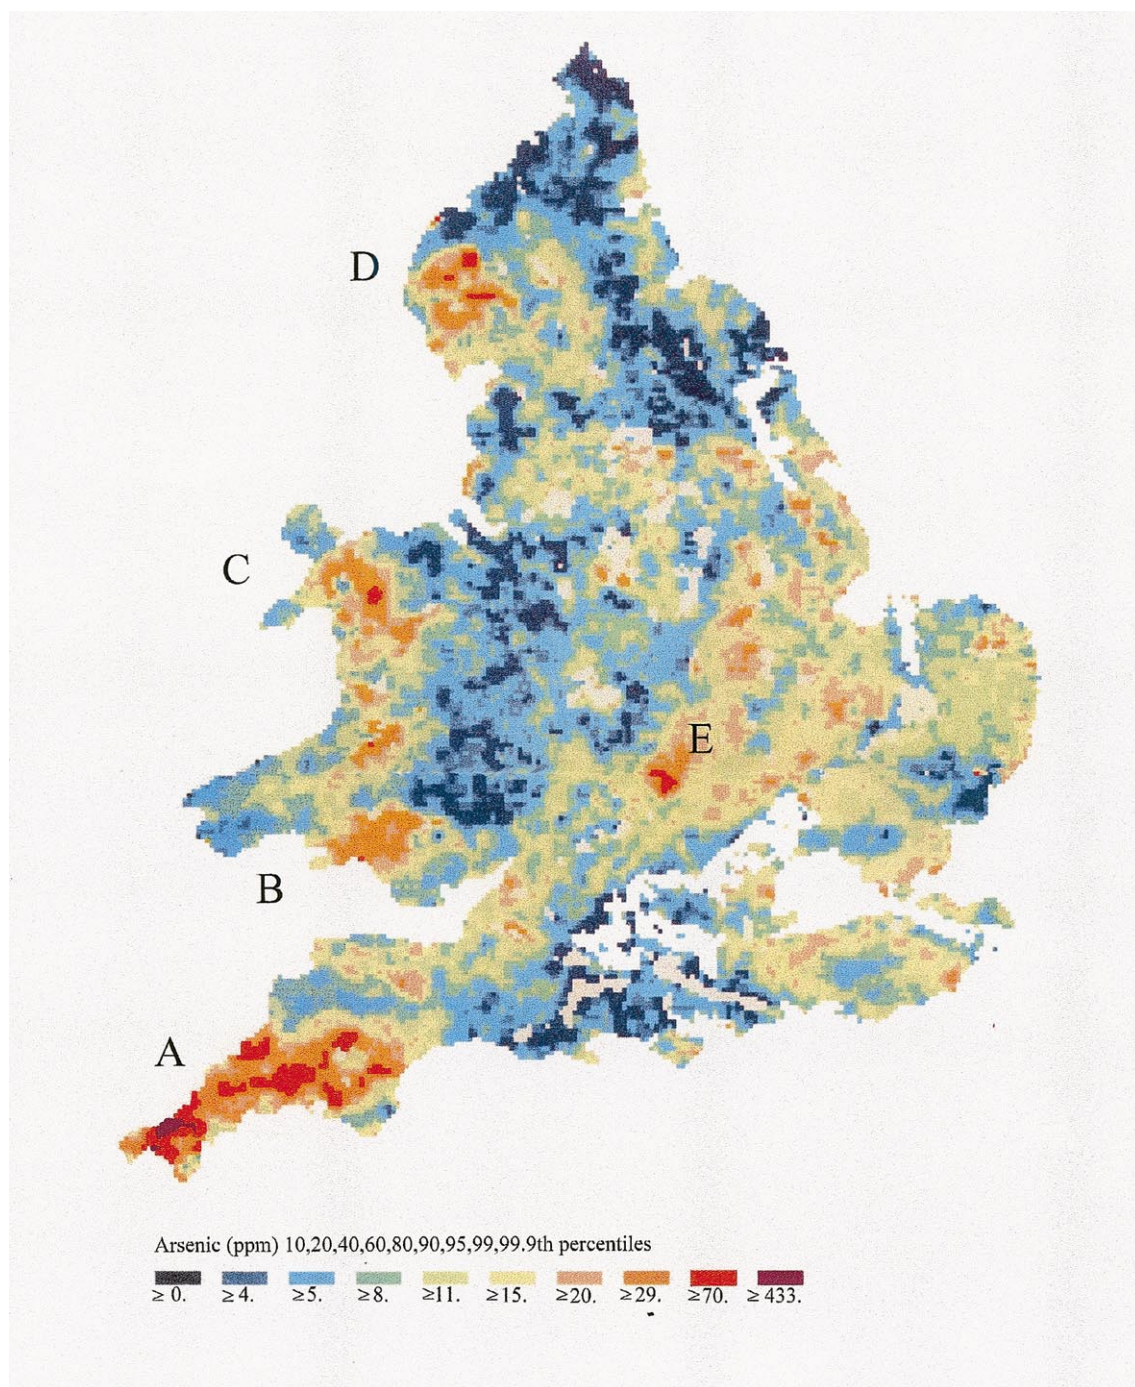 D
C
E
B
A
Arsenic (ppm) 10,20,40,60,80,90,95,99,99.9th percentiles
≥ 0. ≥ 4. ≥5. ≥8. ≥11. ≥15. ≥20. ≥29. ≥70. ≥ 433.